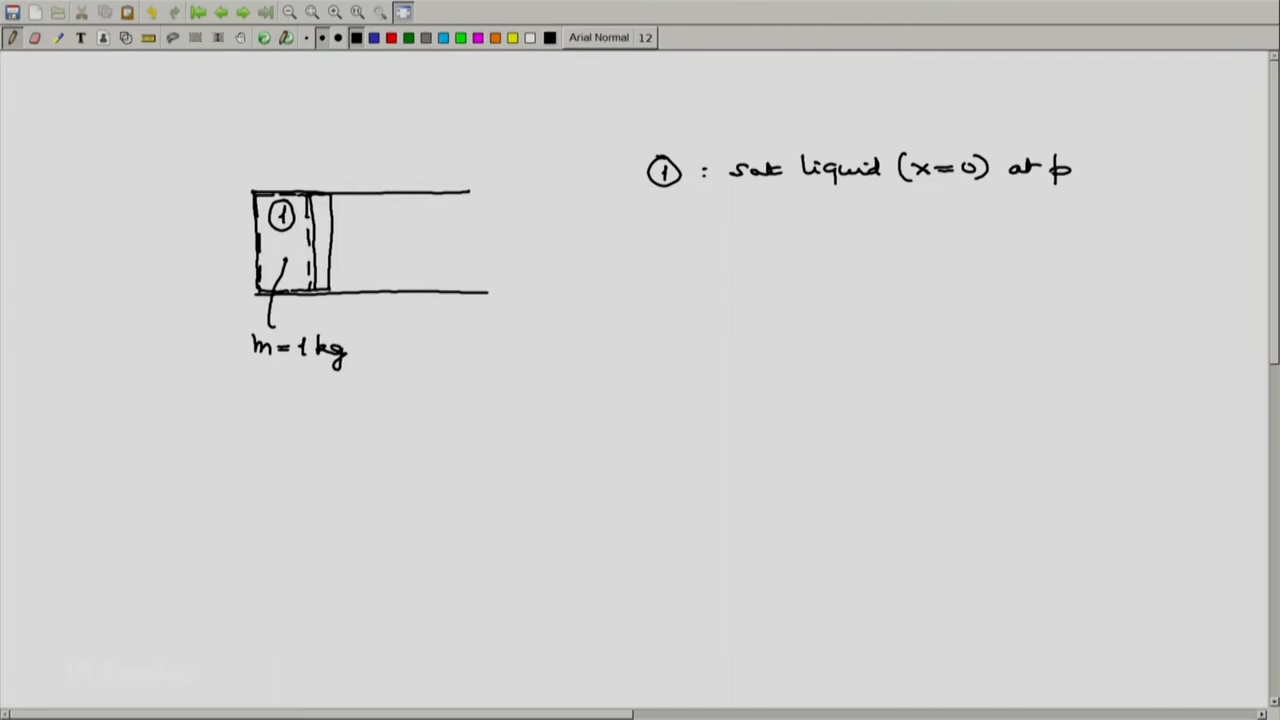 Arial Normal 12
① : sat liquid (x=0) at p
①
m=1 kg